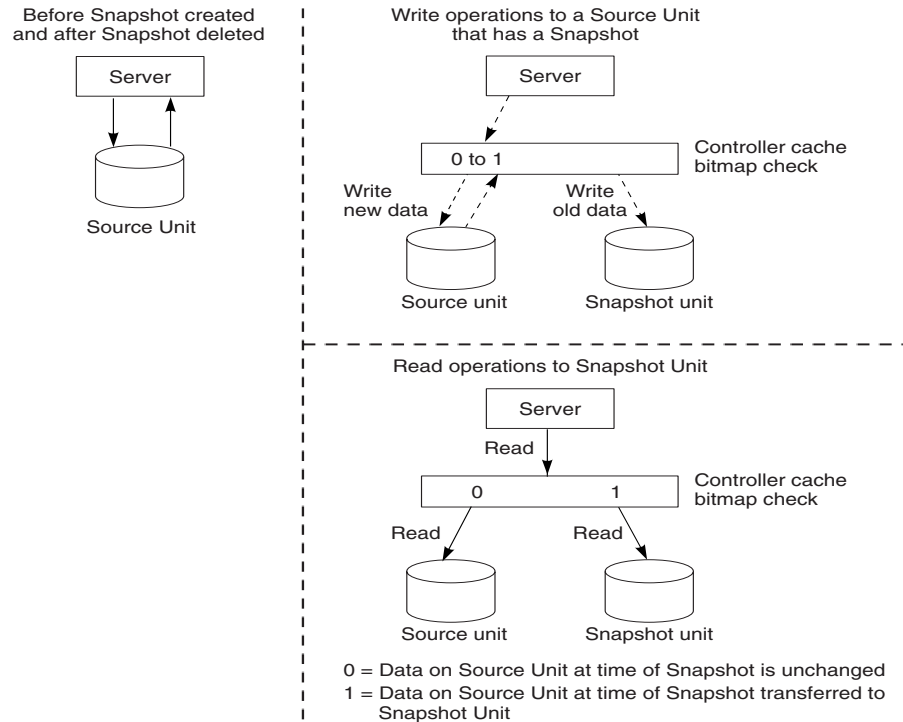 Before Snapshot created
and after Snapshot deleted
Server
Source Unit
Write operations to a Source Unit
that has a Snapshot
Server
Controller cache
bitmap check
0 to 1
Write
new data
Write
old data
Source unit
Snapshot unit
Read operations to Snapshot Unit
Server
Read
Controller cache
bitmap check
0
1
Read
Read
Source unit
Snapshot unit
0 = Data on Source Unit at time of Snapshot is unchanged
1 = Data on Source Unit at time of Snapshot transferred to
Snapshot Unit